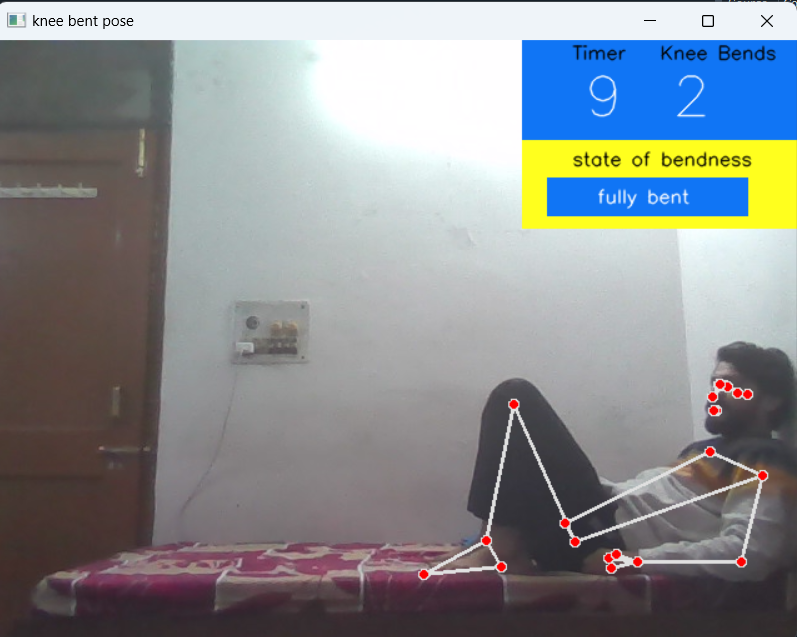 knee bent pose
Timer Knee Bends
9 2
state of bendness
fully bent